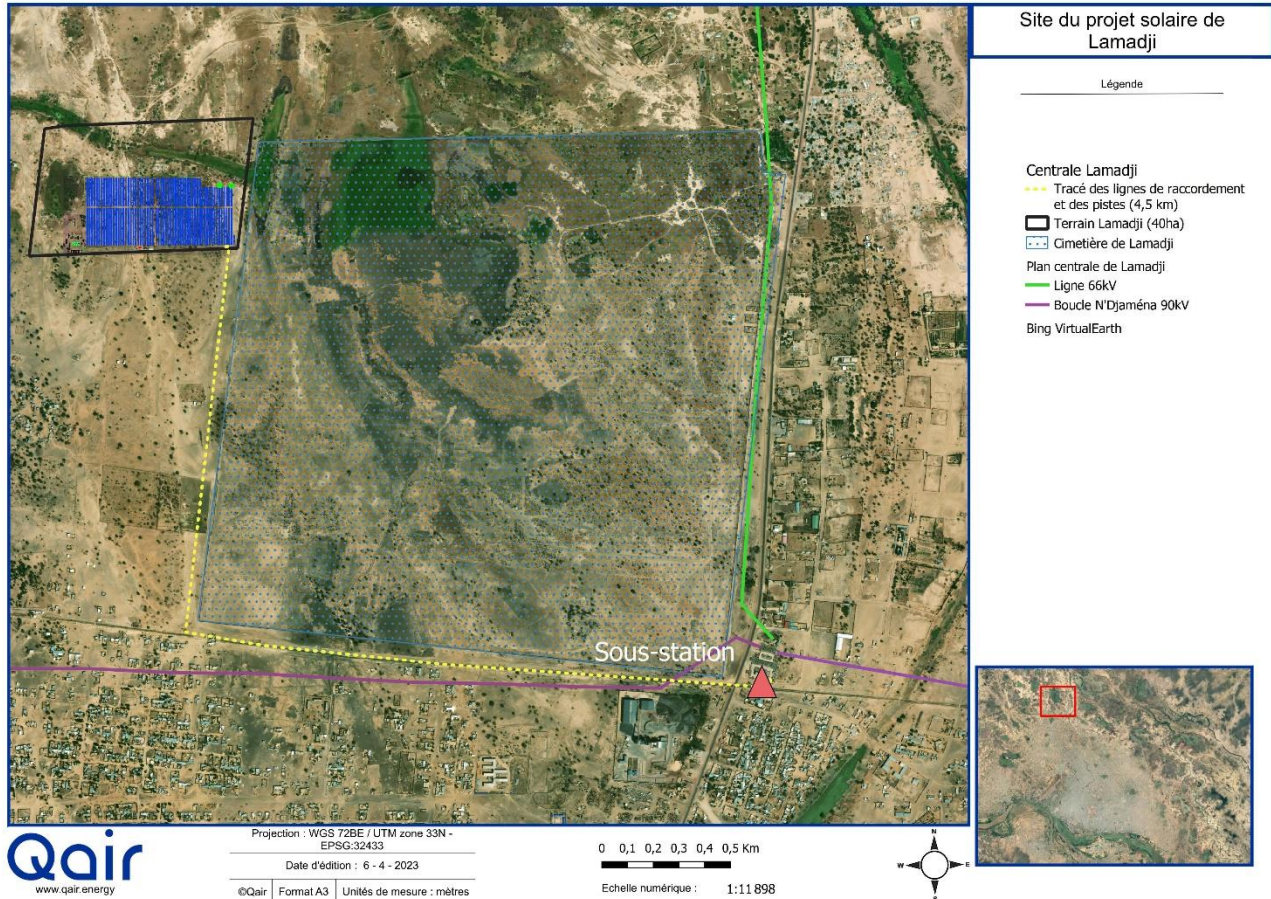 Site du projet solaire de
Lamadji
Légende
Centrale Lamadji
Tracé des lignes de raccordement
et des pistes (4,5 km)
Terrain Lamadji (40ha)
Cimetière de Lamadji
Plan centrale de Lamadji
Ligne 66kV
Boucle N'Djaména 90kV
Bing VirtualEarth
Sous-station
Qair
www.qair.energy
Projection : WGS 72BE / UTM zone 33N -
EPSG:32433
Date d'édition : 6 - 4 - 2023
©Qair Format A3 Unités de mesure : mètres
0 0,1 0,2 0,3 0,4 0,5 Km
Echelle numérique : 1:11 898
N
W E
S